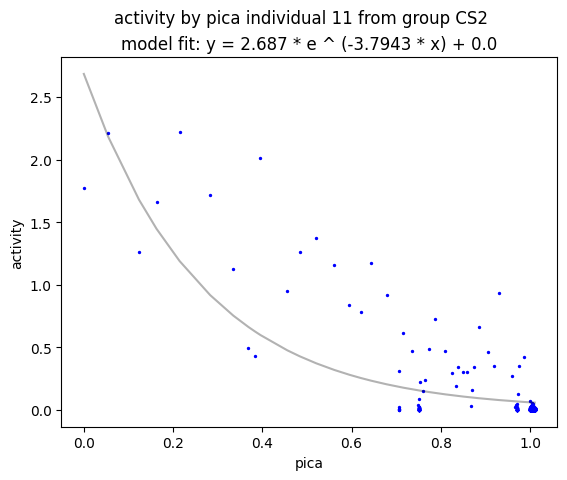 activity by pica individual 11 from group CS2
model fit: y = 2.687 * e ^ (-3.7943 * x) + 0.0
activity
2.5
2.0
1.5
1.0
0.5
0.0
0.0 0.2 0.4 0.6 0.8 1.0
pica